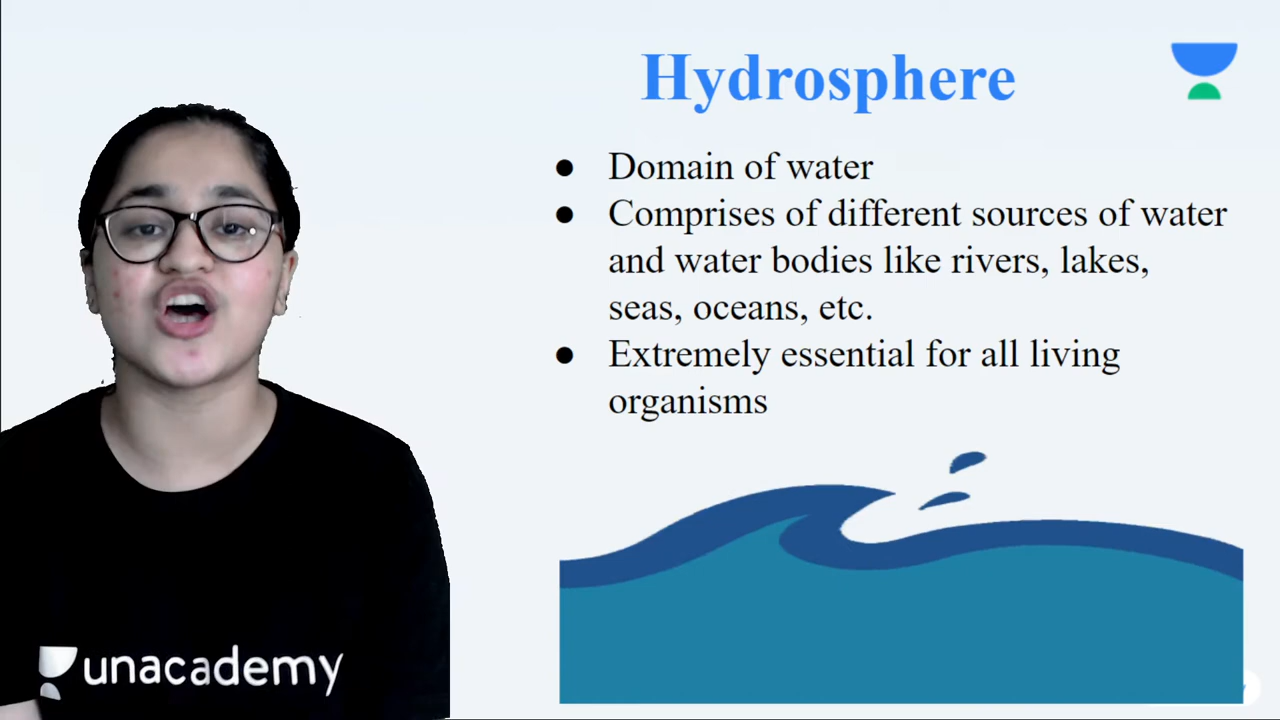 Hydrosphere
● Domain of water
● Comprises of different sources of water
and water bodies like rivers, lakes,
seas, oceans, etc.
● Extremely essential for all living
organisms
unacademy